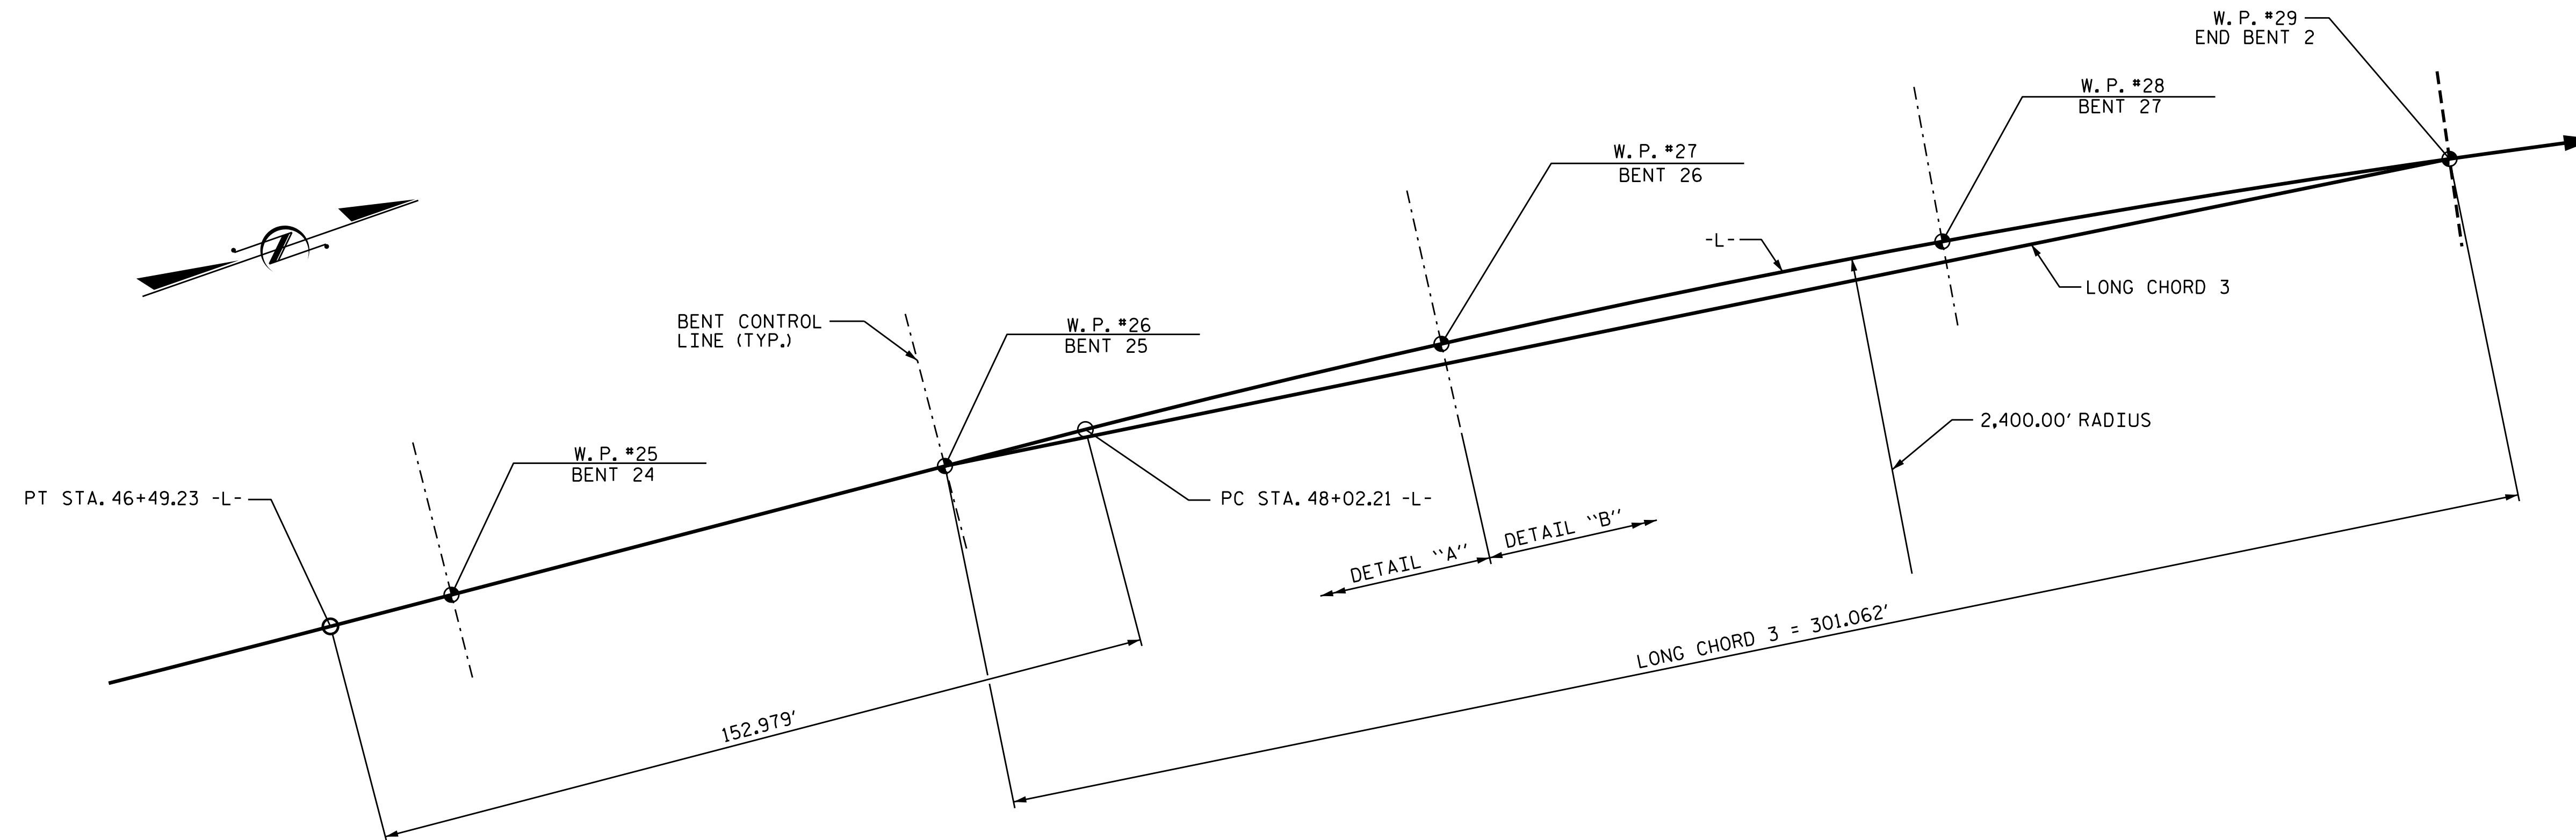 W. P. #29
END BENT 2
W. P. #28
BENT 27
W. P. #27
BENT 26
-L-
LONG CHORD 3
BENT CONTROL
LINE (TYP.)
W. P. #26
BENT 25
2,400.00' RADIUS
W. P. #25
BENT 24
PT STA. 46+49.23 -L-
PC STA. 48+02.21 -L-
DETAIL "A"
DETAIL "B"
LONG CHORD 3 = 301.062'
152.979'